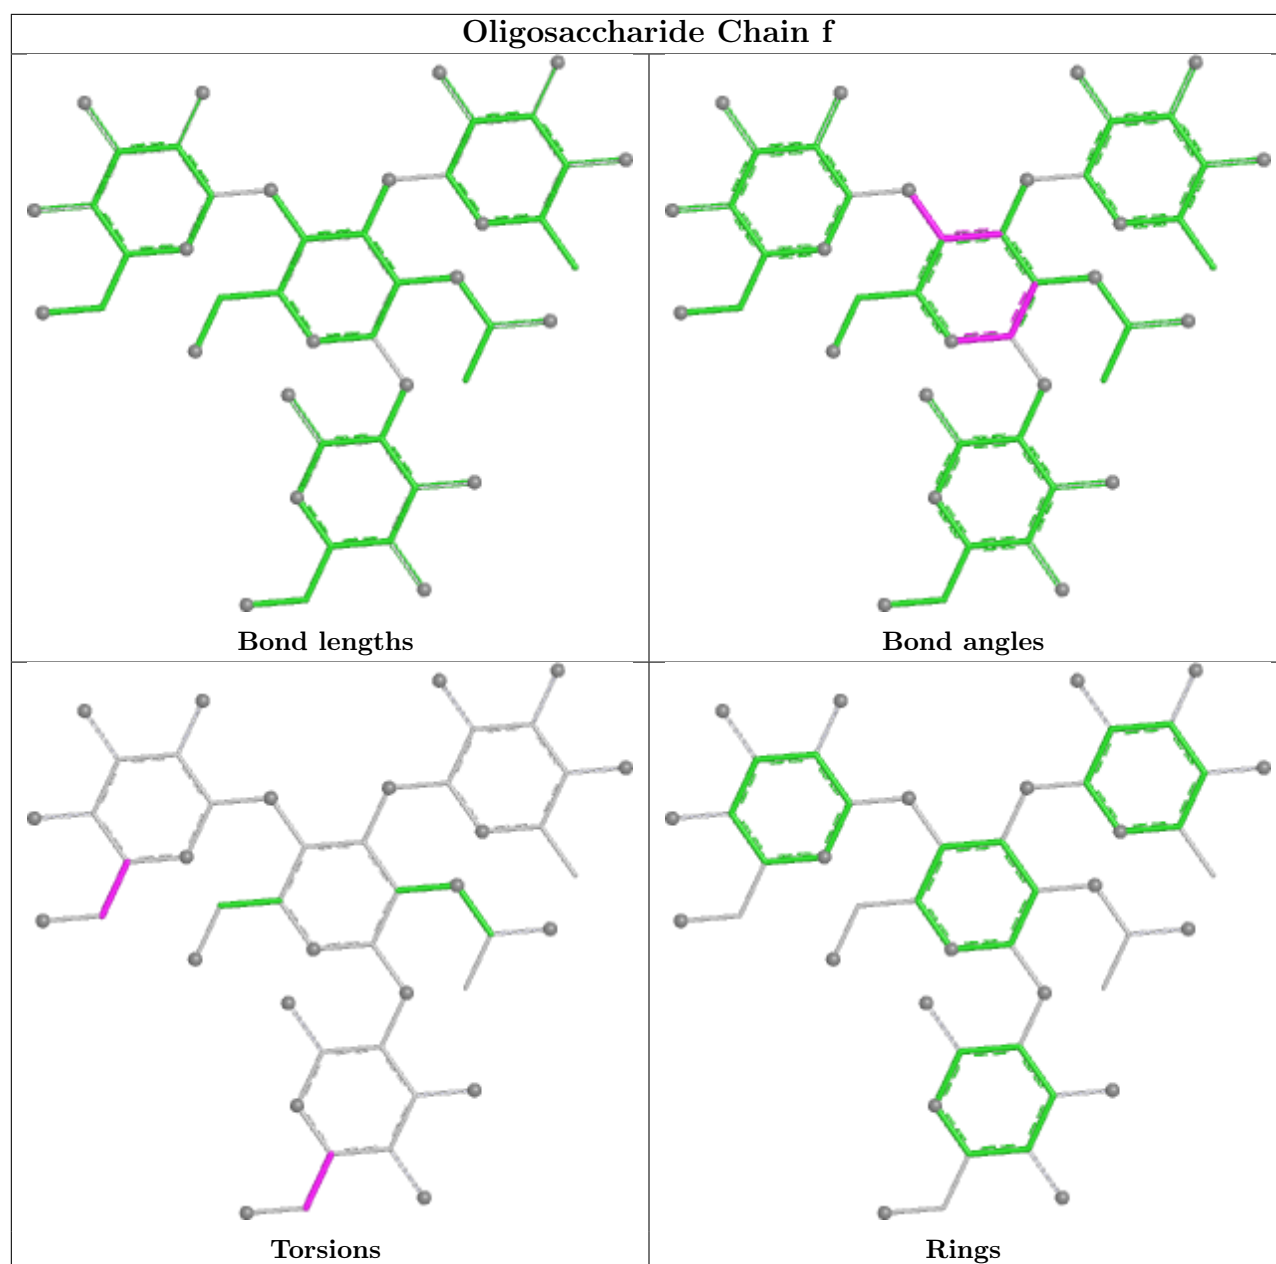 Oligosaccharide Chain f
Bond lengths
Bond angles
Torsions
Rings